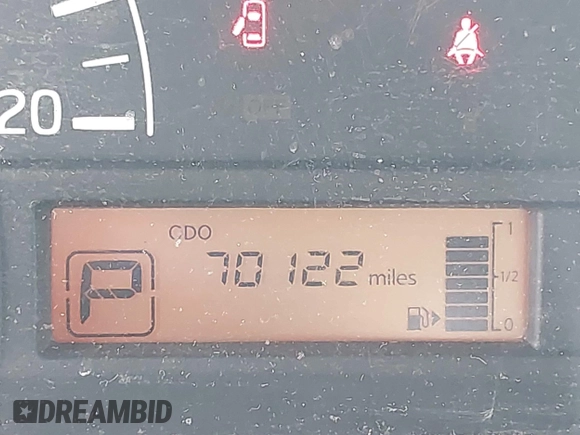 20
CDO
70122 miles
P
1
1/2
0
DREAMBID